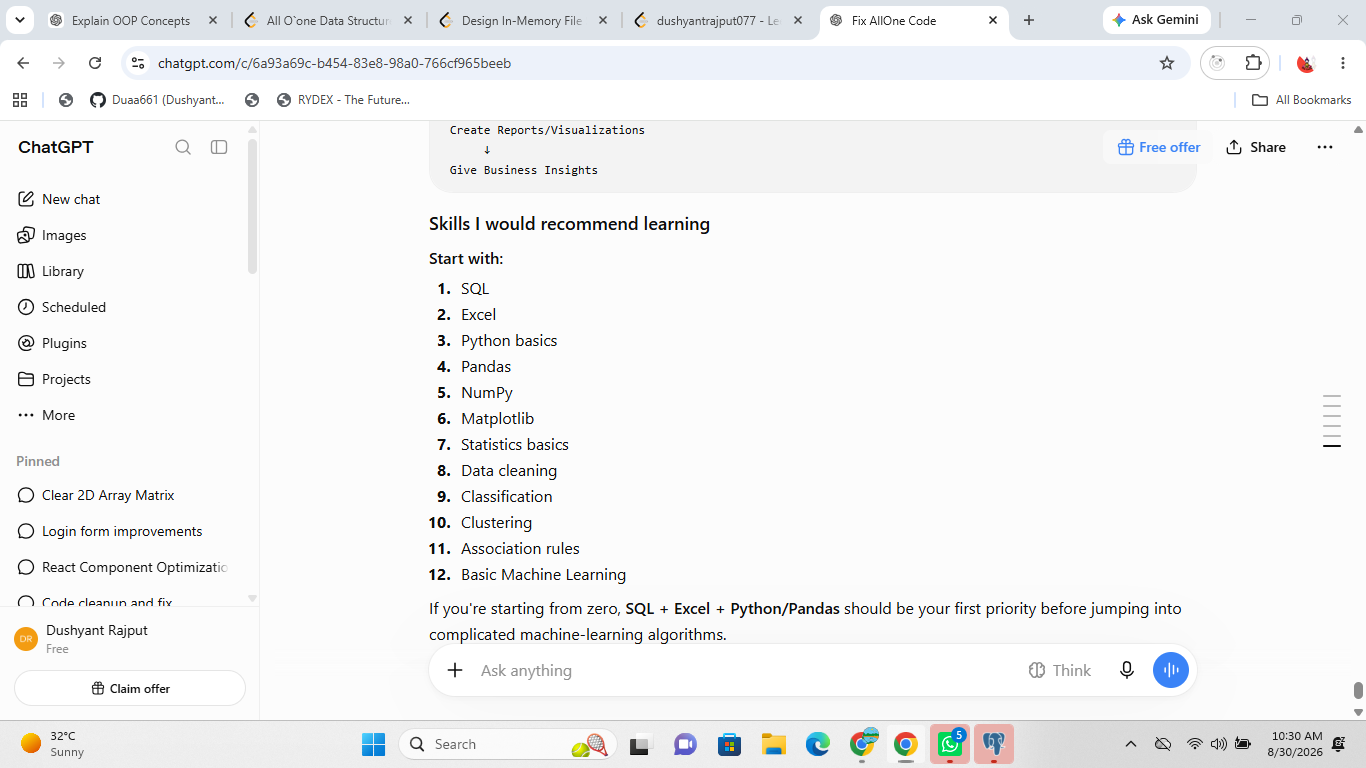 Explain OOP Concepts
All O`one Data Structur
Design In-Memory File
dushyantrajput077 - Le
Fix AllOne Code
Ask Gemini
chatgpt.com/c/6a93a69c-b454-83e8-98a0-766cf965beeb
Duaa661 (Dushyant...
RYDEX - The Future...
All Bookmarks
ChatGPT
New chat
Images
Library
Scheduled
Plugins
Projects
More
Pinned
Clear 2D Array Matrix
Login form improvements
React Component Optimizatio
Code cleanup and fix
DR
Dushyant Rajput
Free
Claim offer
Free offer
Share
Create Reports/Visualizations
↓
Give Business Insights
Skills I would recommend learning
Start with:
1. SQL
2. Excel
3. Python basics
4. Pandas
5. NumPy
6. Matplotlib
7. Statistics basics
8. Data cleaning
9. Classification
10. Clustering
11. Association rules
12. Basic Machine Learning
If you're starting from zero, SQL + Excel + Python/Pandas should be your first priority before jumping into
complicated machine-learning algorithms.
Ask anything
Think
32°C
Sunny
Search
5
10:30 AM
8/30/2026